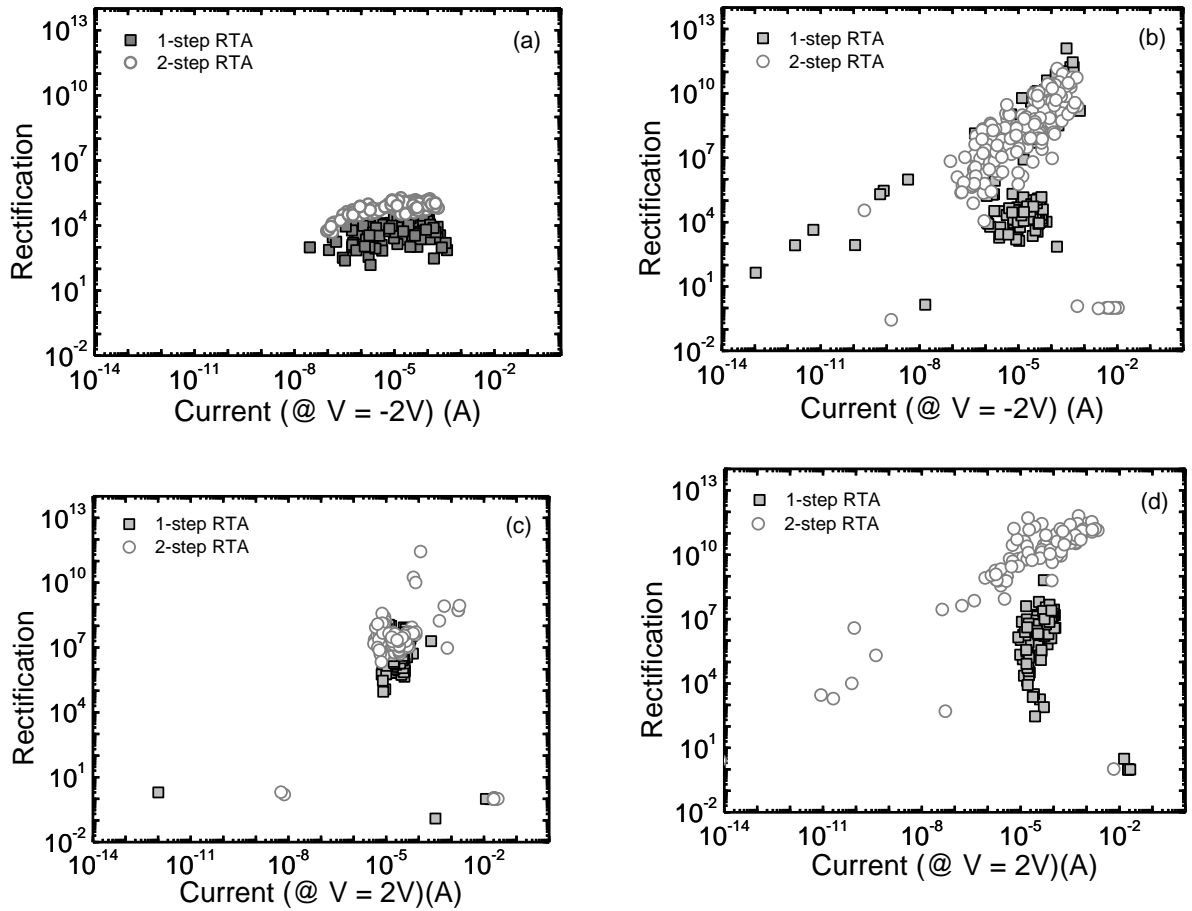 10^13
10^10
10^7
10^4
10^1
10^-2
Rectification
1-step RTA
2-step RTA
(a)
10^-14 10^-11 10^-8 10^-5 10^-2
Current (@ V = -2V) (A)
10^13
10^10
10^7
10^4
10^1
10^-2
Rectification
1-step RTA
2-step RTA
(b)
10^-14 10^-11 10^-8 10^-5 10^-2
Current (@ V = -2V) (A)
10^13
10^10
10^7
10^4
10^1
10^-2
Rectification
1-step RTA
2-step RTA
(c)
10^-14 10^-11 10^-8 10^-5 10^-2
Current (@ V = 2V)(A)
10^13
10^10
10^7
10^4
10^1
10^-2
Rectification
1-step RTA
2-step RTA
(d)
10^-14 10^-11 10^-8 10^-5 10^-2
Current (@ V = 2V)(A)